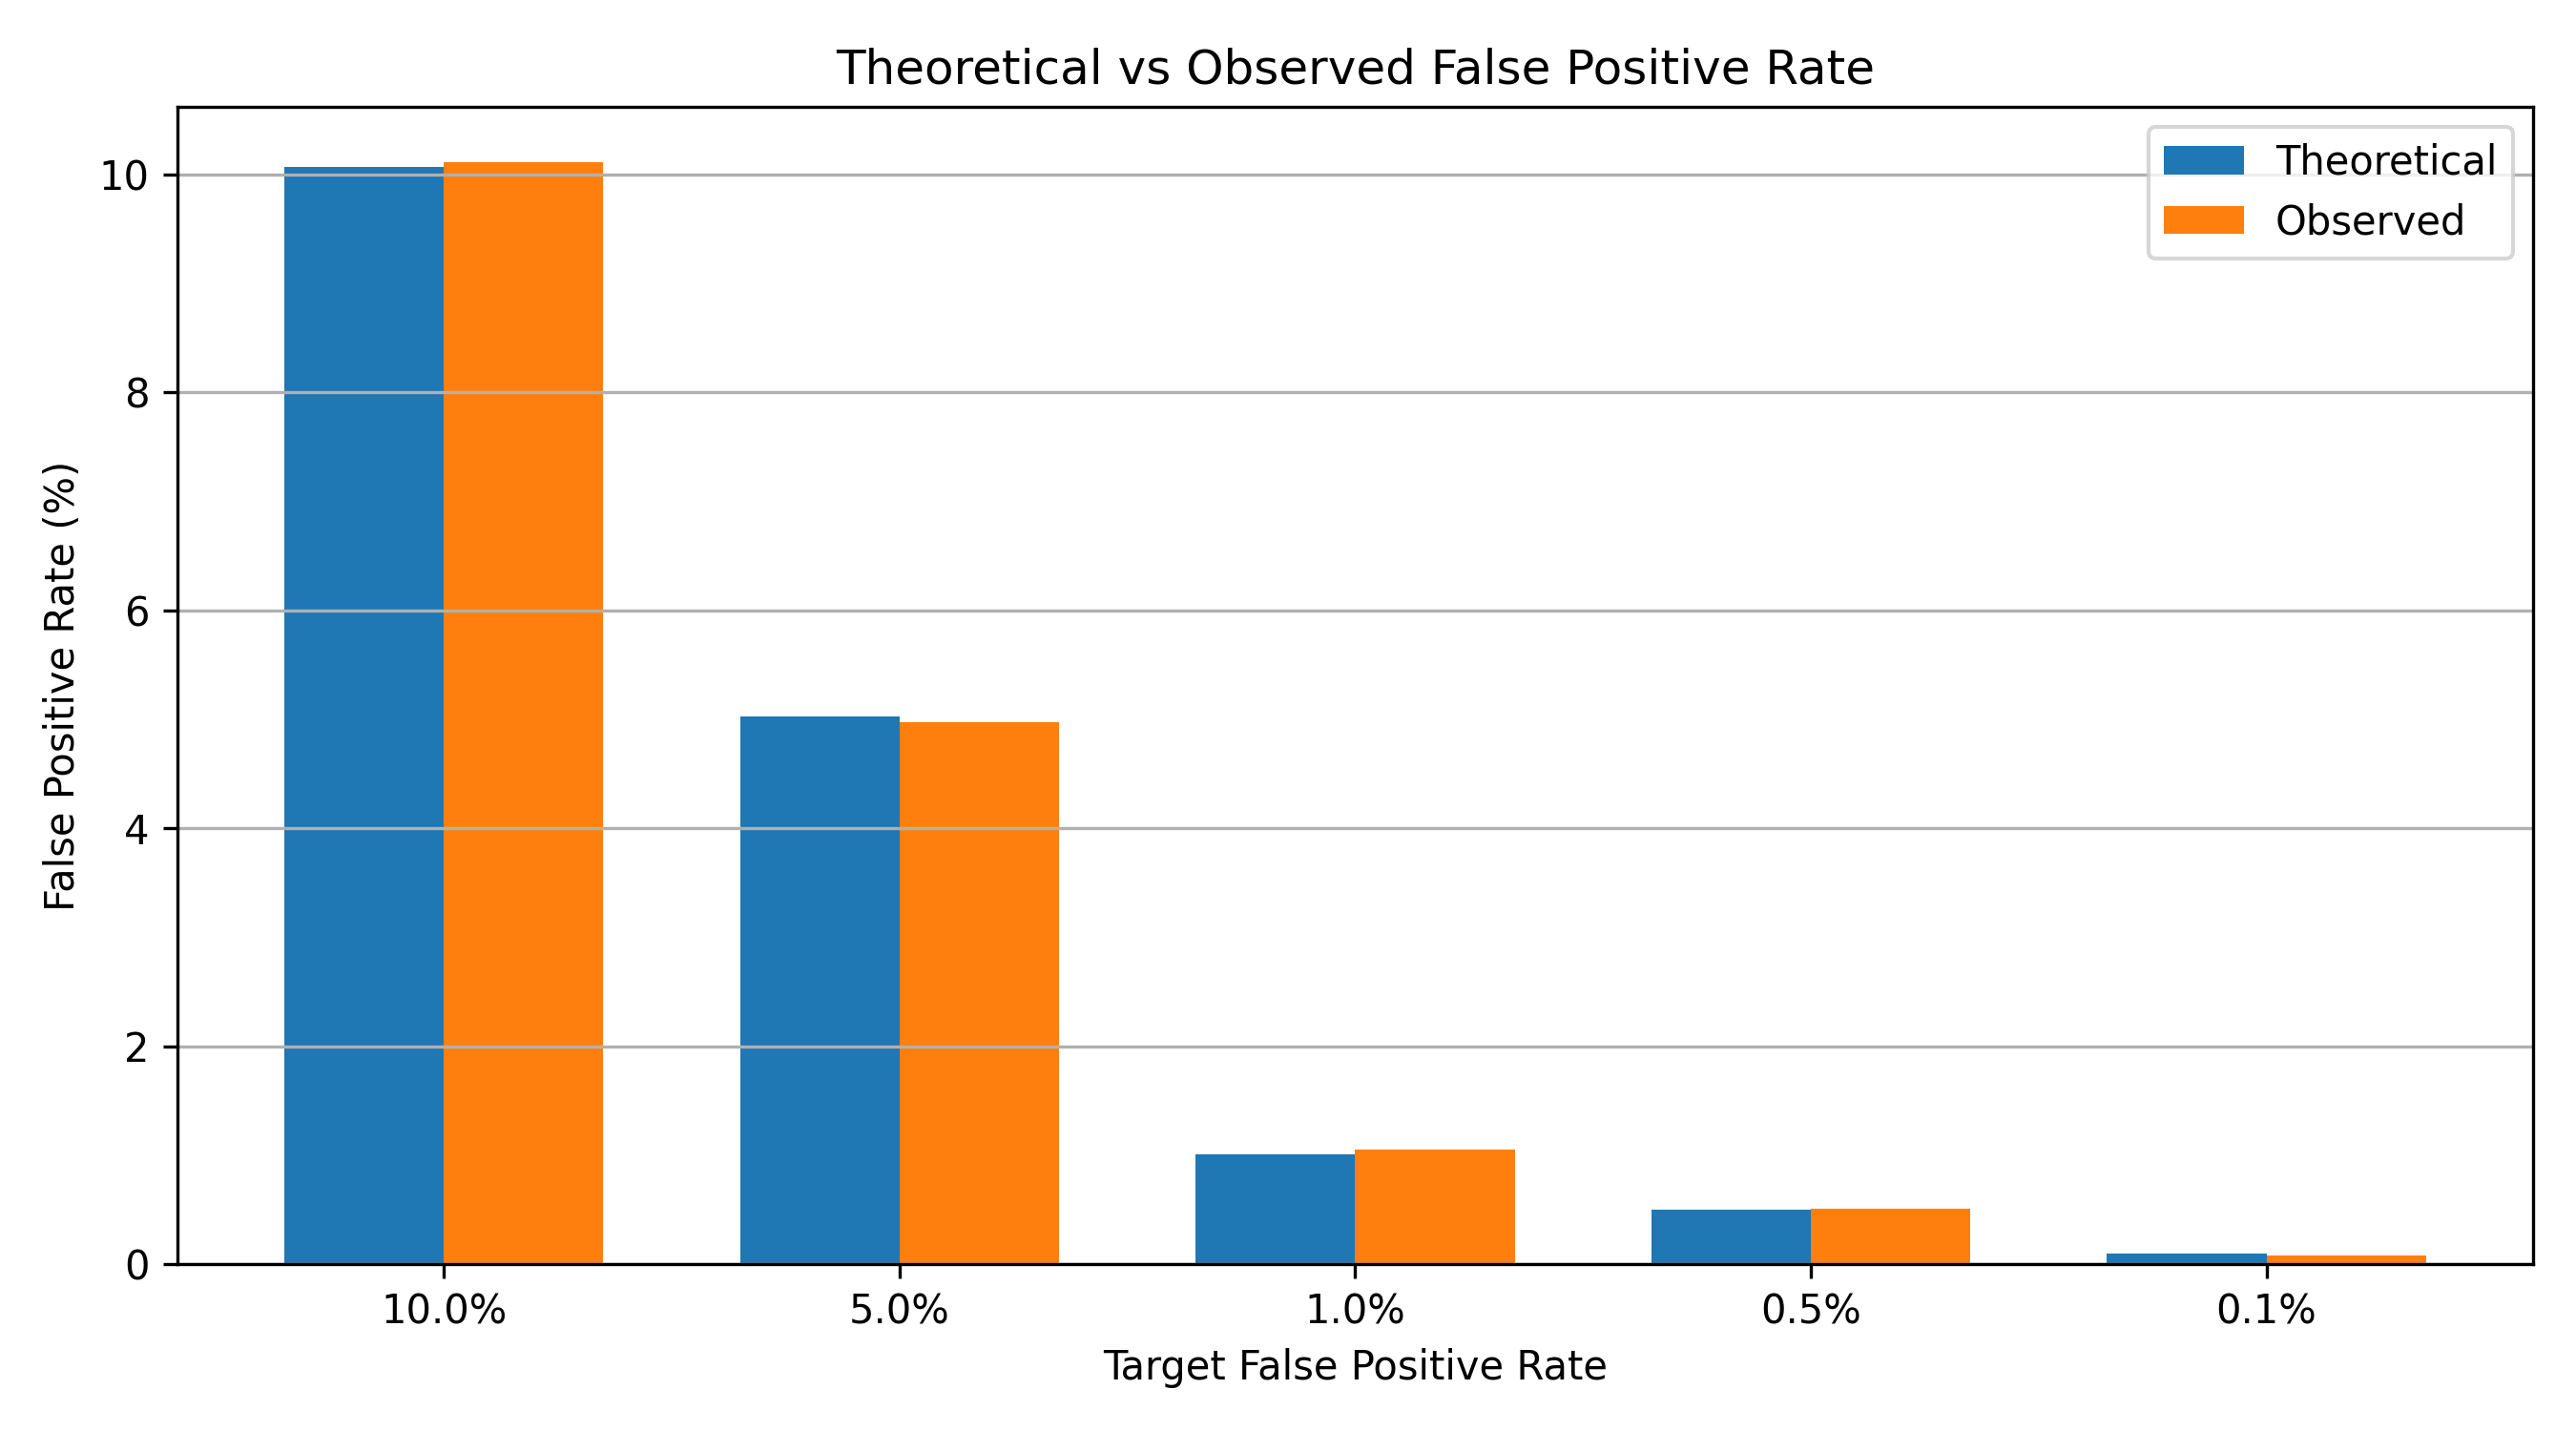 Theoretical vs Observed False Positive Rate
Theoretical
Observed
False Positive Rate (%)
10
8
6
4
2
0
10.0% 5.0% 1.0% 0.5% 0.1%
Target False Positive Rate